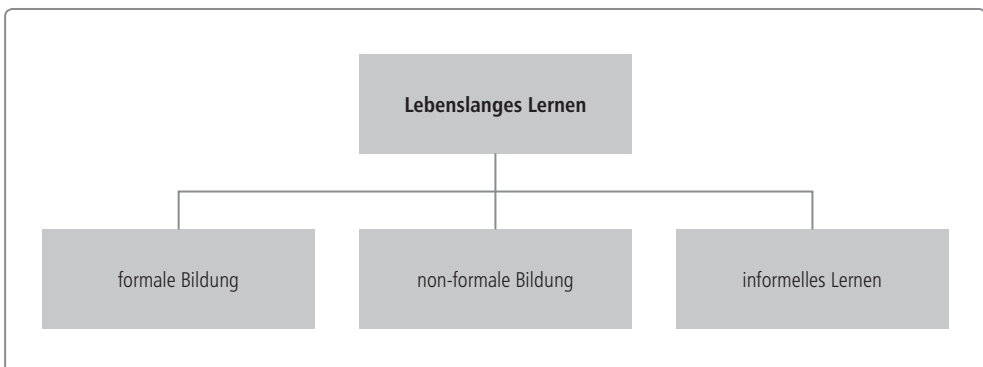 Lebenslanges Lernen
formale Bildung
non-formale Bildung
informelles Lernen